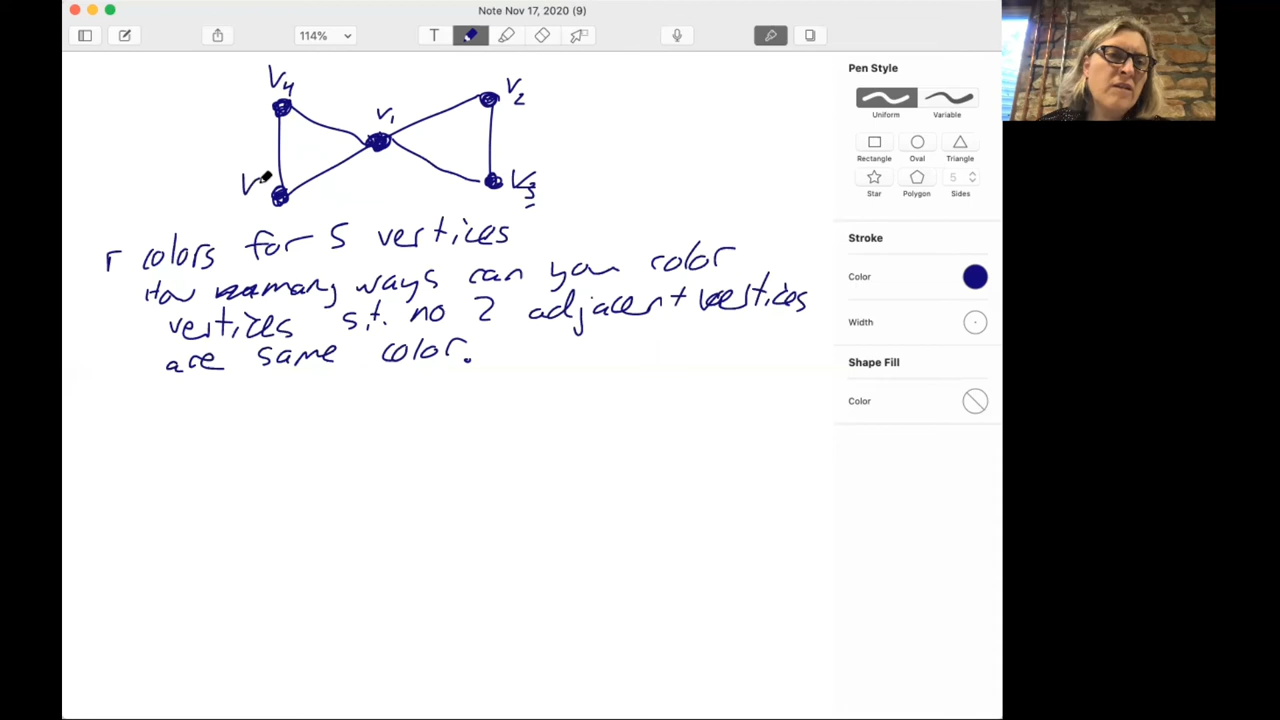 Note Nov 17, 2020 (9)
114%
T
Pen Style
Uniform
Variable
Rectangle
Oval
Triangle
Star
Polygon
5
Sides
Stroke
Color
Width
Shape Fill
Color
V4
V1
V2
V
V3
r colors for 5 vertices
How many ways can you color
vertices s.t. no 2 adjacent vertices
are same color.